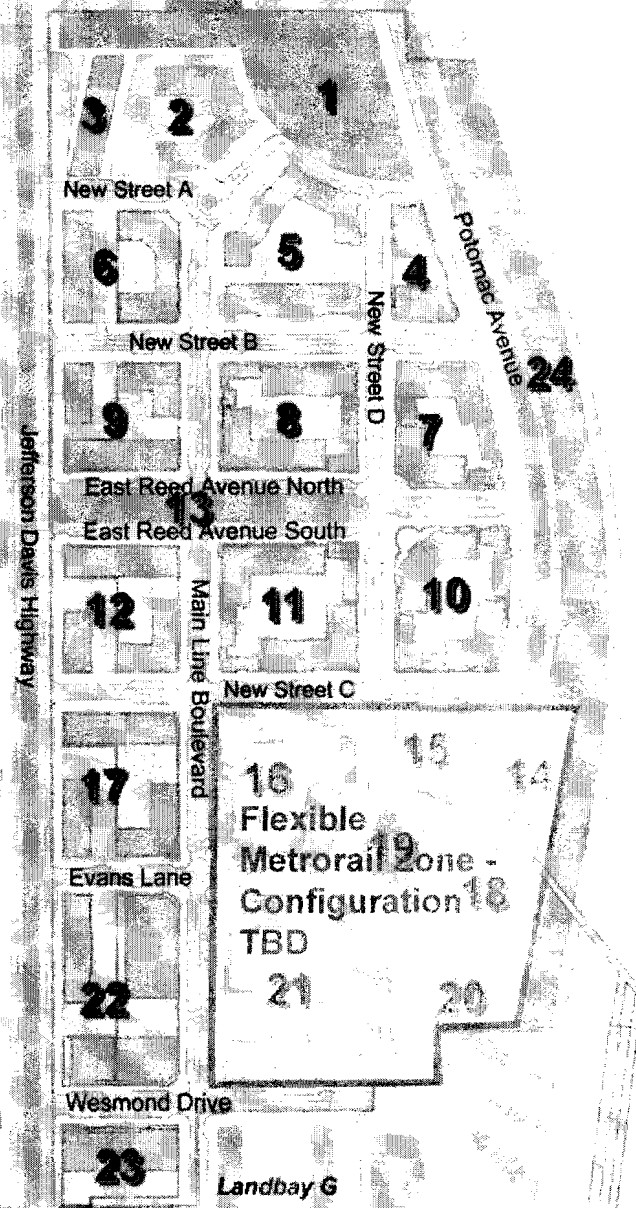 1
3
2
New Street A
Potomac Avenue
5
6
4
New Street D
New Street B
24
9
8
7
Jefferson Davis Highway
East Reed Avenue North
13
East Reed Avenue South
12
11
10
Main Line Boulevard
New Street C
15
14
16
17
Flexible
Metrorail Zone -
19
Configuration
18
TBD
Evans Lane
21
20
22
Wesmond Drive
23
Landbay G